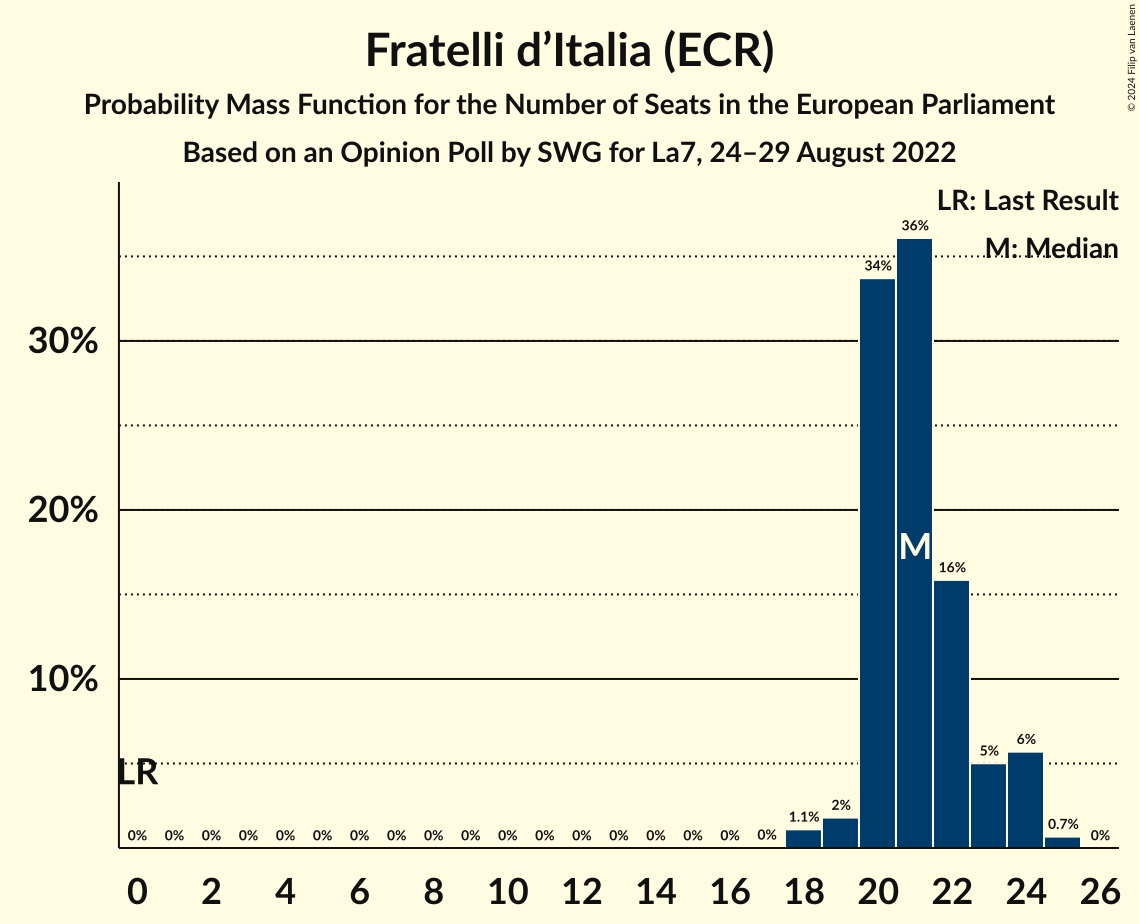 Fratelli d’Italia (ECR)
Probability Mass Function for the Number of Seats in the European Parliament
Based on an Opinion Poll by SWG for La7, 24–29 August 2022
© 2024 Filip van Laenen
LR: Last Result
M: Median
30%
20%
10%
LR
M
0% 0% 0% 0% 0% 0% 0% 0% 0% 0% 0% 0% 0% 0% 0% 0% 0% 0% 1.1% 2% 34% 36% 16% 5% 6% 0.7% 0%
0 2 4 6 8 10 12 14 16 18 20 22 24 26